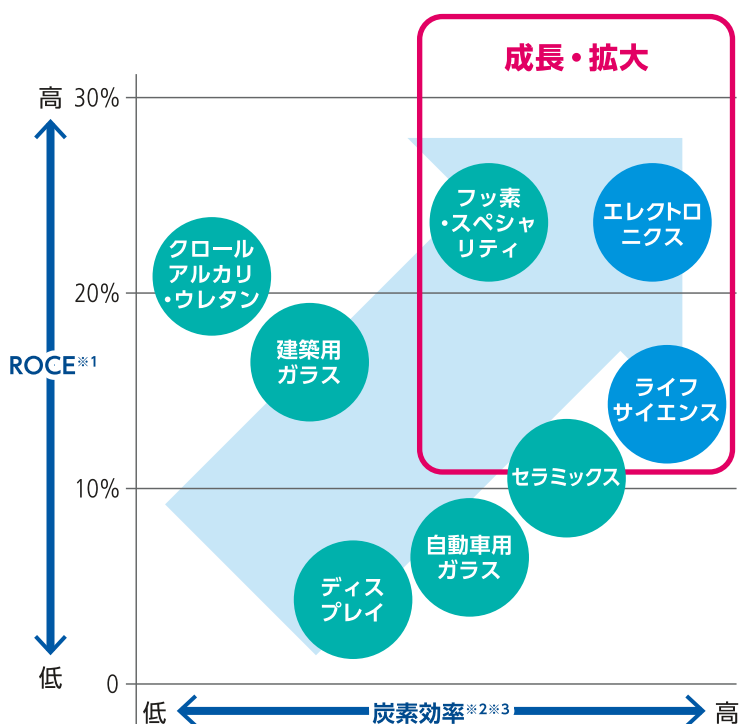 成長・拡大
高
30%
フッ素
・スペシャ
リティ
エレクトロ
ニクス
クロール
アルカリ
・ウレタン
20%
建築用
ガラス
ROCE※1
ライフ
サイエンス
セラミックス
10%
自動車用
ガラス
ディス
プレイ
低
0
低
炭素効率※2※3
高